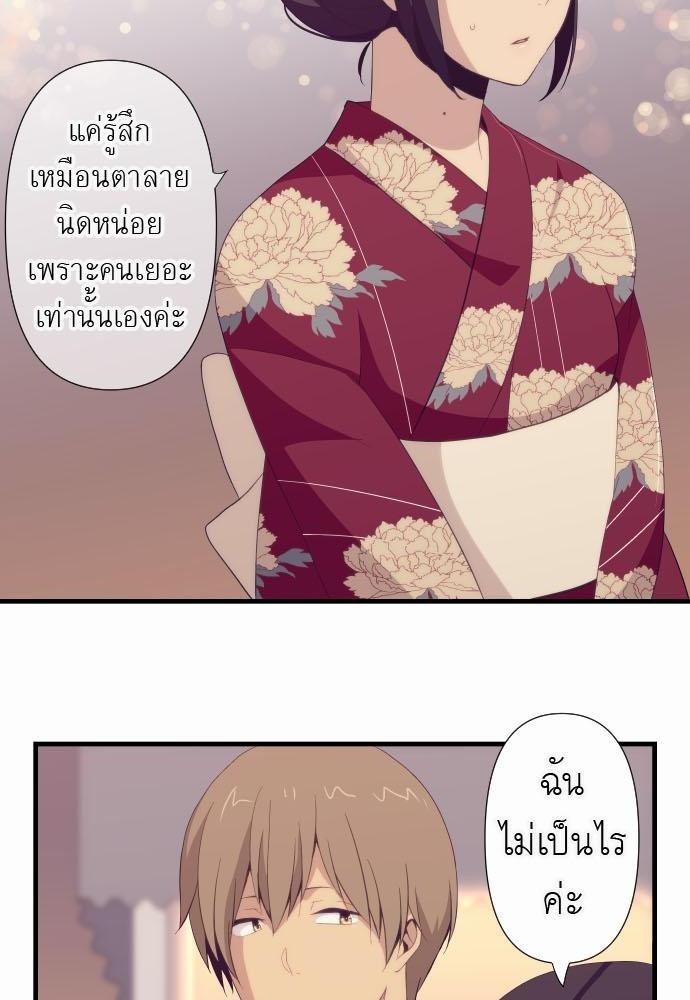 แค่รู้สึก
เหมือนตาลาย
นิดหน่อย
เพราะคนเยอะ
เท่านั้นเองค่ะ
ฉัน
ไม่เป็นไร
ค่ะ